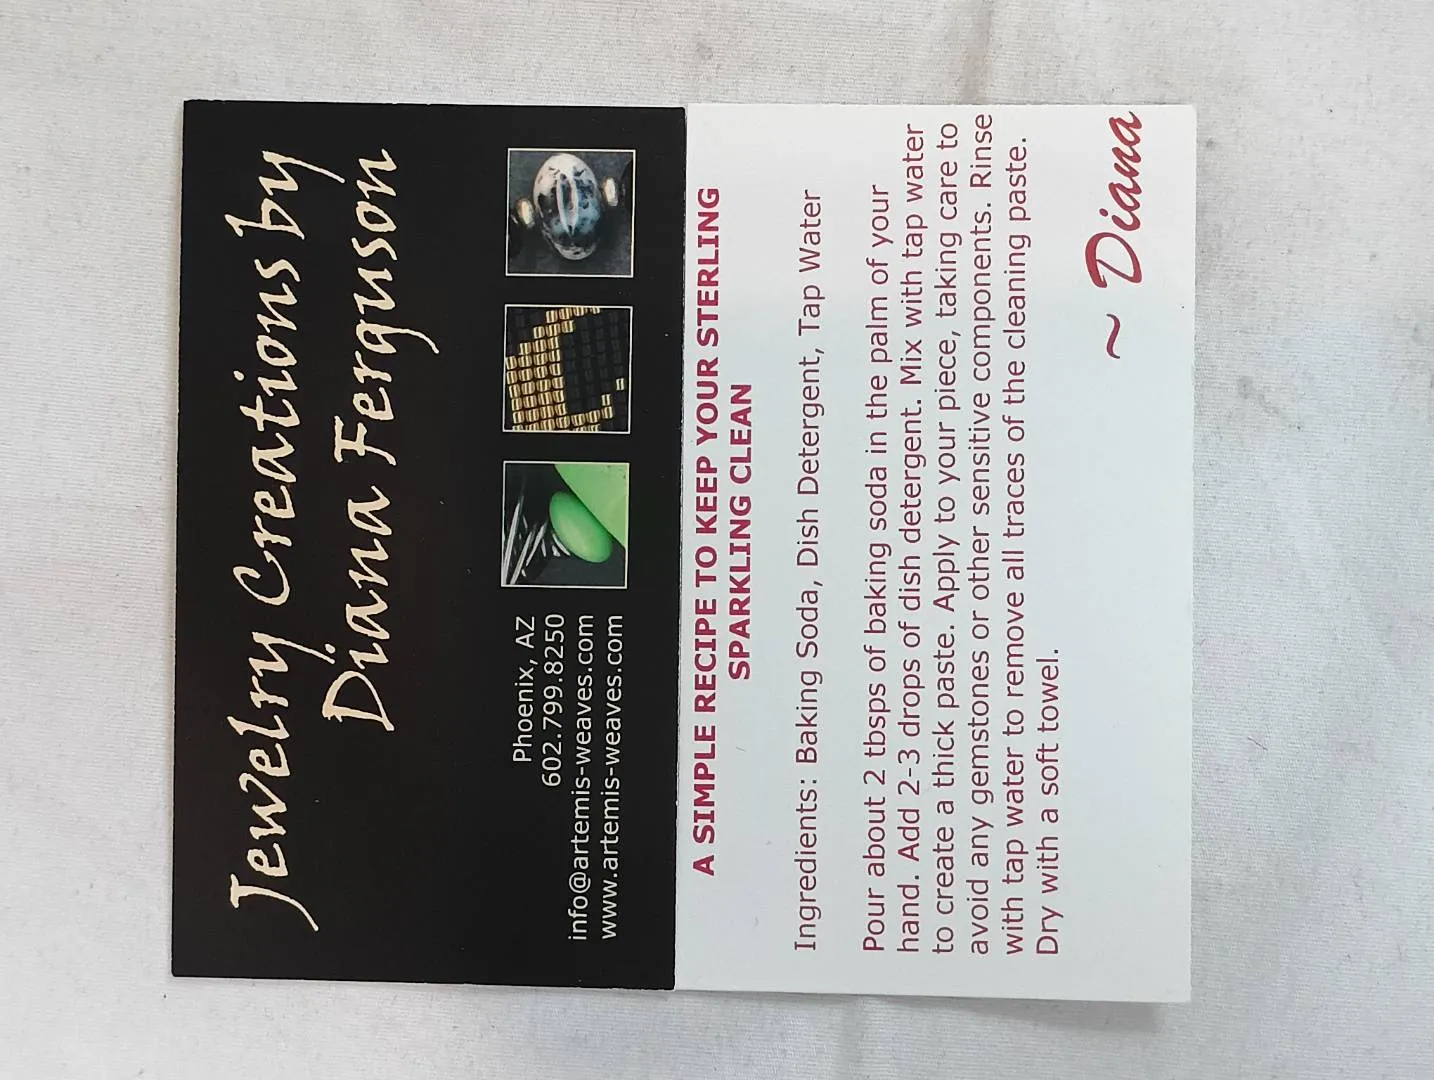 Jewelry Creations by
Diana Ferguson
Phoenix, AZ
602.799.8250
info@artemis-weaves.com
www.artemis-weaves.com
A SIMPLE RECIPE TO KEEP YOUR STERLING
SPARKLING CLEAN
Ingredients: Baking Soda, Dish Detergent, Tap Water
Pour about 2 tbsps of baking soda in the palm of your
hand. Add 2-3 drops of dish detergent. Mix with tap water
to create a thick paste. Apply to your piece, taking care to
avoid any gemstones or other sensitive components. Rinse
with tap water to remove all traces of the cleaning paste.
Dry with a soft towel.
~ Diana